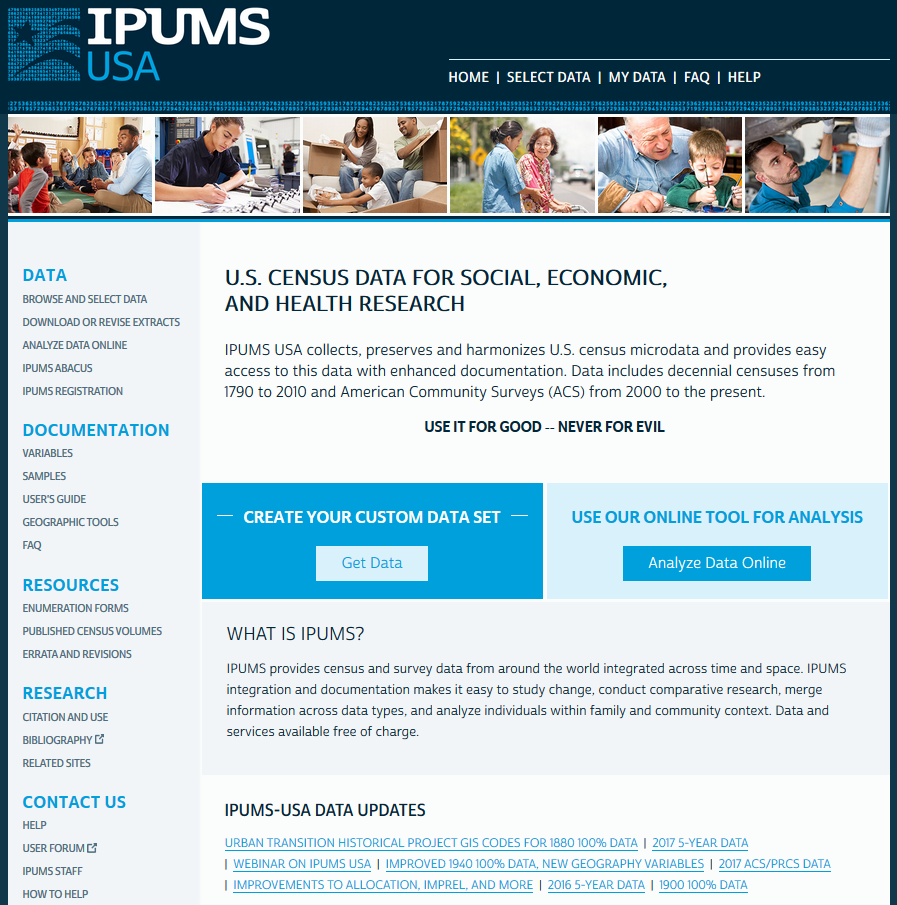 IPUMS
USA
HOME | SELECT DATA | MY DATA | FAQ | HELP
DATA
BROWSE AND SELECT DATA
DOWNLOAD OR REVISE EXTRACTS
ANALYZE DATA ONLINE
IPUMS ABACUS
IPUMS REGISTRATION
DOCUMENTATION
VARIABLES
SAMPLES
USER'S GUIDE
GEOGRAPHIC TOOLS
FAQ
RESOURCES
ENUMERATION FORMS
PUBLISHED CENSUS VOLUMES
ERRATA AND REVISIONS
RESEARCH
CITATION AND USE
BIBLIOGRAPHY
RELATED SITES
CONTACT US
HELP
USER FORUM
IPUMS STAFF
HOW TO HELP
U.S. CENSUS DATA FOR SOCIAL, ECONOMIC,
AND HEALTH RESEARCH
IPUMS USA collects, preserves and harmonizes U.S. census microdata and provides easy
access to this data with enhanced documentation. Data includes decennial censuses from
1790 to 2010 and American Community Surveys (ACS) from 2000 to the present.
USE IT FOR GOOD -- NEVER FOR EVIL
CREATE YOUR CUSTOM DATA SET
Get Data
USE OUR ONLINE TOOL FOR ANALYSIS
Analyze Data Online
WHAT IS IPUMS?
IPUMS provides census and survey data from around the world integrated across time and space. IPUMS
integration and documentation makes it easy to study change, conduct comparative research, merge
information across data types, and analyze individuals within family and community context. Data and
services available free of charge.
IPUMS-USA DATA UPDATES
URBAN TRANSITION HISTORICAL PROJECT GIS CODES FOR 1880 100% DATA | 2017 5-YEAR DATA
| WEBINAR ON IPUMS USA | IMPROVED 1940 100% DATA, NEW GEOGRAPHY VARIABLES | 2017 ACS/PRCS DATA
| IMPROVEMENTS TO ALLOCATION, IMPREL, AND MORE | 2016 5-YEAR DATA | 1900 100% DATA